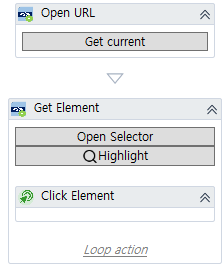 Open URL
Get current
Get Element
Open Selector
Highlight
Click Element
Loop action